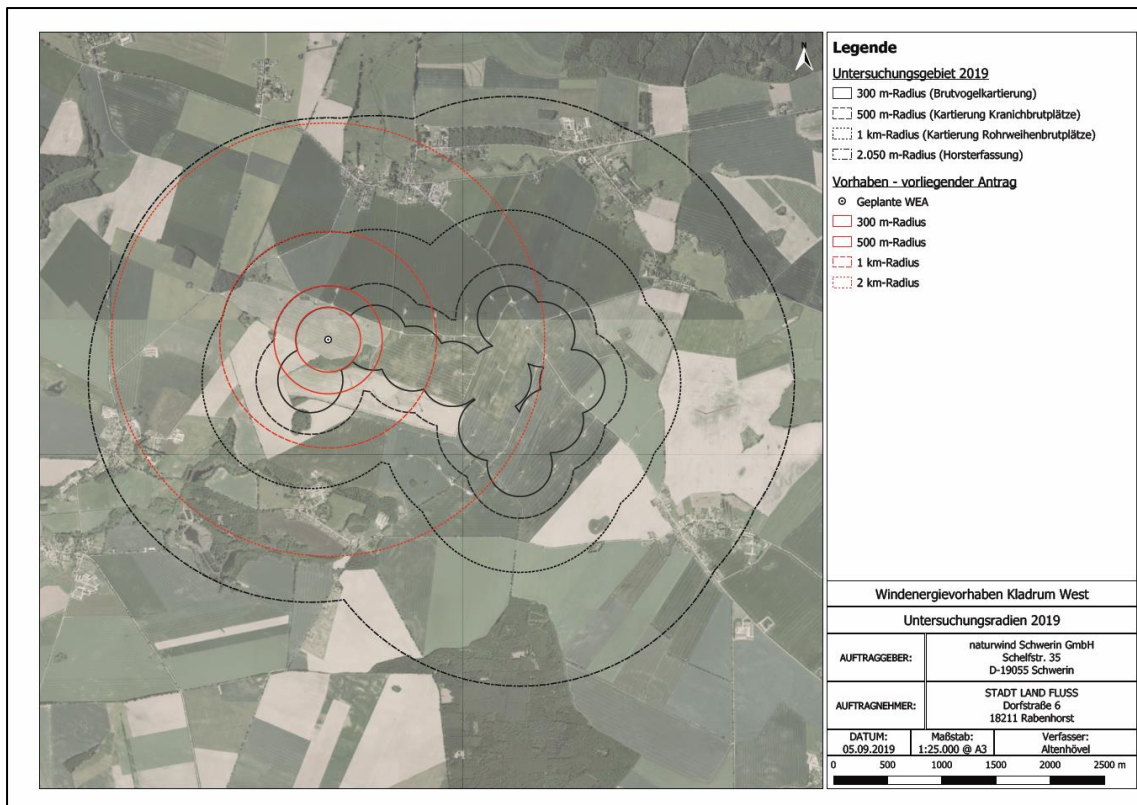 N
Legende
Untersuchungsgebiet 2019
300 m-Radius (Brutvogelkartierung)
500 m-Radius (Kartierung Kranichbrutplätze)
1 km-Radius (Kartierung Rohrweihenbrutplätze)
2.050 m-Radius (Horsterfassung)
Vorhaben - vorliegender Antrag
Geplante WEA
300 m-Radius
500 m-Radius
1 km-Radius
2 km-Radius
Windenergievorhaben Kladrum West
Untersuchungsradien 2019
AUFTRAGGEBER:
naturwind Schwerin GmbH
Schelfstr. 35
D-19055 Schwerin
AUFTRAGNEHMER:
STADT LAND FLUSS
Dorfstraße 6
18211 Rabenhorst
DATUM:
05.09.2019
Maßstab:
1:25.000 @ A3
Verfasser:
Altenhövel
0 500 1000 1500 2000 2500 m